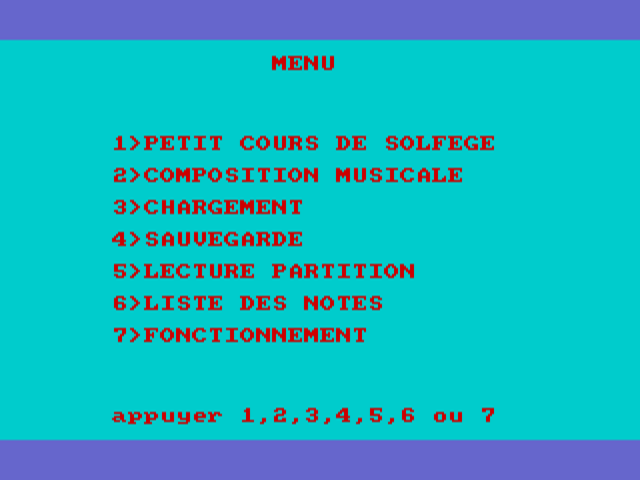 MENU
1>PETIT COURS DE SOLFEGE
2>COMPOSITION MUSICALE
3>CHARGEMENT
4>SAUVEGARDE
5>LECTURE PARTITION
6>LISTE DES NOTES
7>FONCTIONNEMENT
appuyer 1,2,3,4,5,6 ou 7